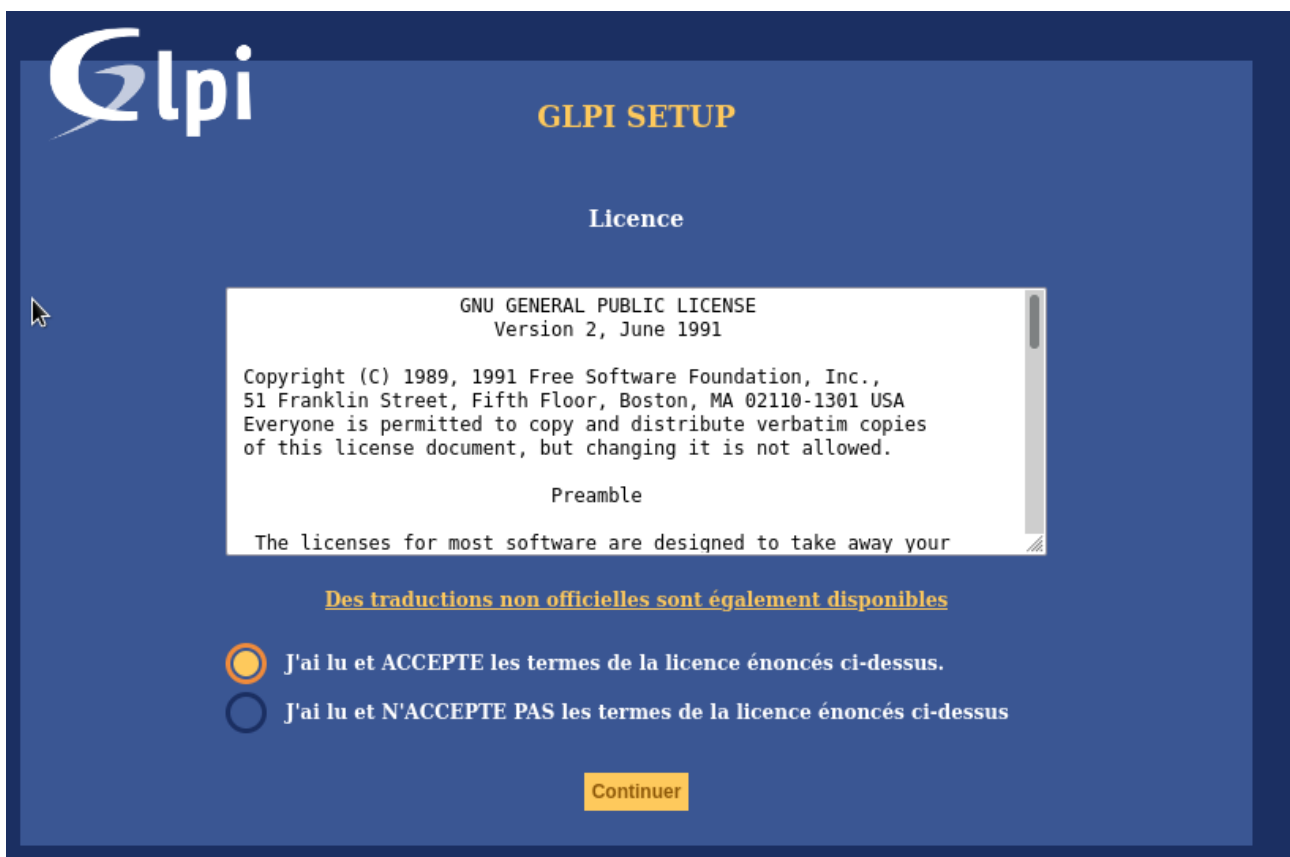 Glpi
GLPI SETUP
Licence
GNU GENERAL PUBLIC LICENSE
Version 2, June 1991
Copyright (C) 1989, 1991 Free Software Foundation, Inc.,
51 Franklin Street, Fifth Floor, Boston, MA 02110-1301 USA
Everyone is permitted to copy and distribute verbatim copies
of this license document, but changing it is not allowed.
Preamble
The licenses for most software are designed to take away your
Des traductions non officielles sont également disponibles
J'ai lu et ACCEPTE les termes de la licence énoncés ci-dessus.
J'ai lu et N'ACCEPTE PAS les termes de la licence énoncés ci-dessus
Continuer